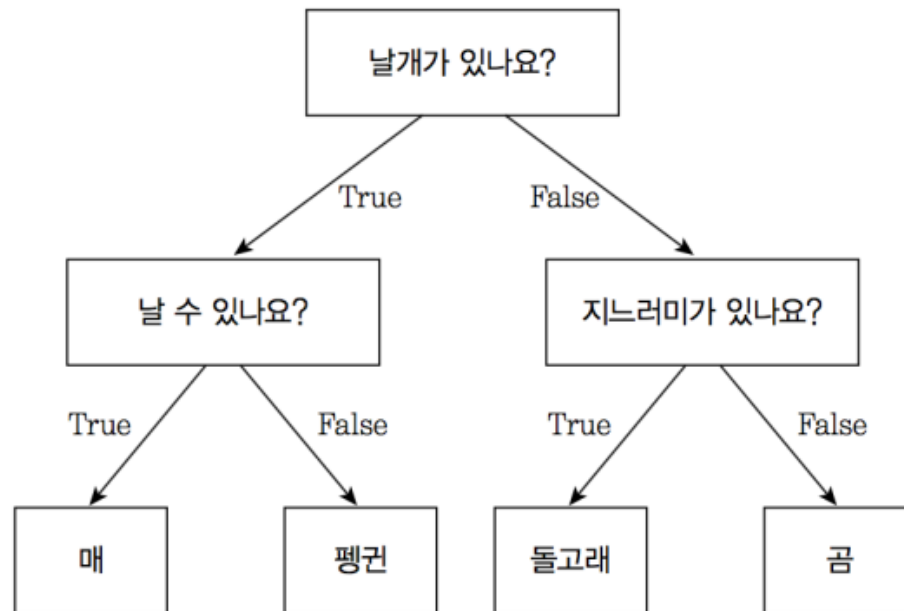 날개가 있나요?
True
False
날 수 있나요?
지느러미가 있나요?
True
False
True
False
매
펭귄
돌고래
곰